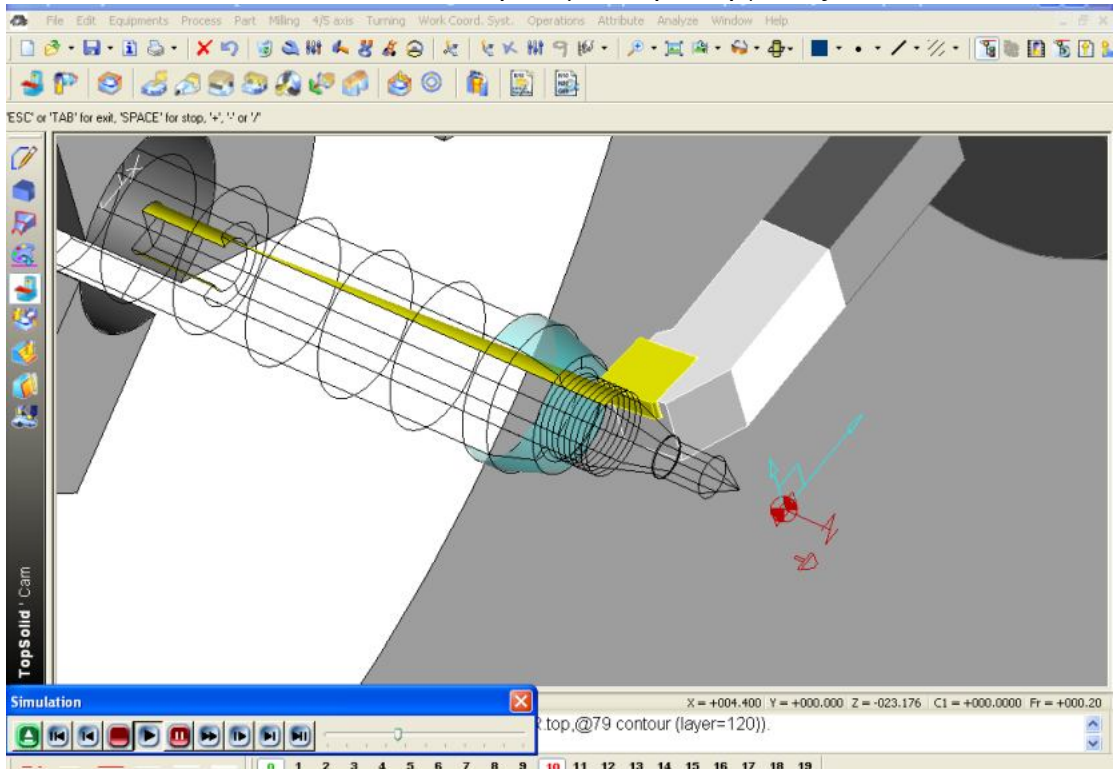 File Edit Equipments Process Part Milling 4/5 axis Turning Work Coord. Syst. Operations Attribute Analyze Window Help
'ESC' or 'TAB' for exit, 'SPACE' for stop, '+', '-' or '/'
TopSolid'Cam
Simulation
X = +004.400 Y = +000.000 Z = -023.176 C1 = +000.0000 Fr = +000.20
R.top,@79 contour (layer=120)).
0 1 2 3 4 5 6 7 8 9 10 11 12 13 14 15 16 17 18 19